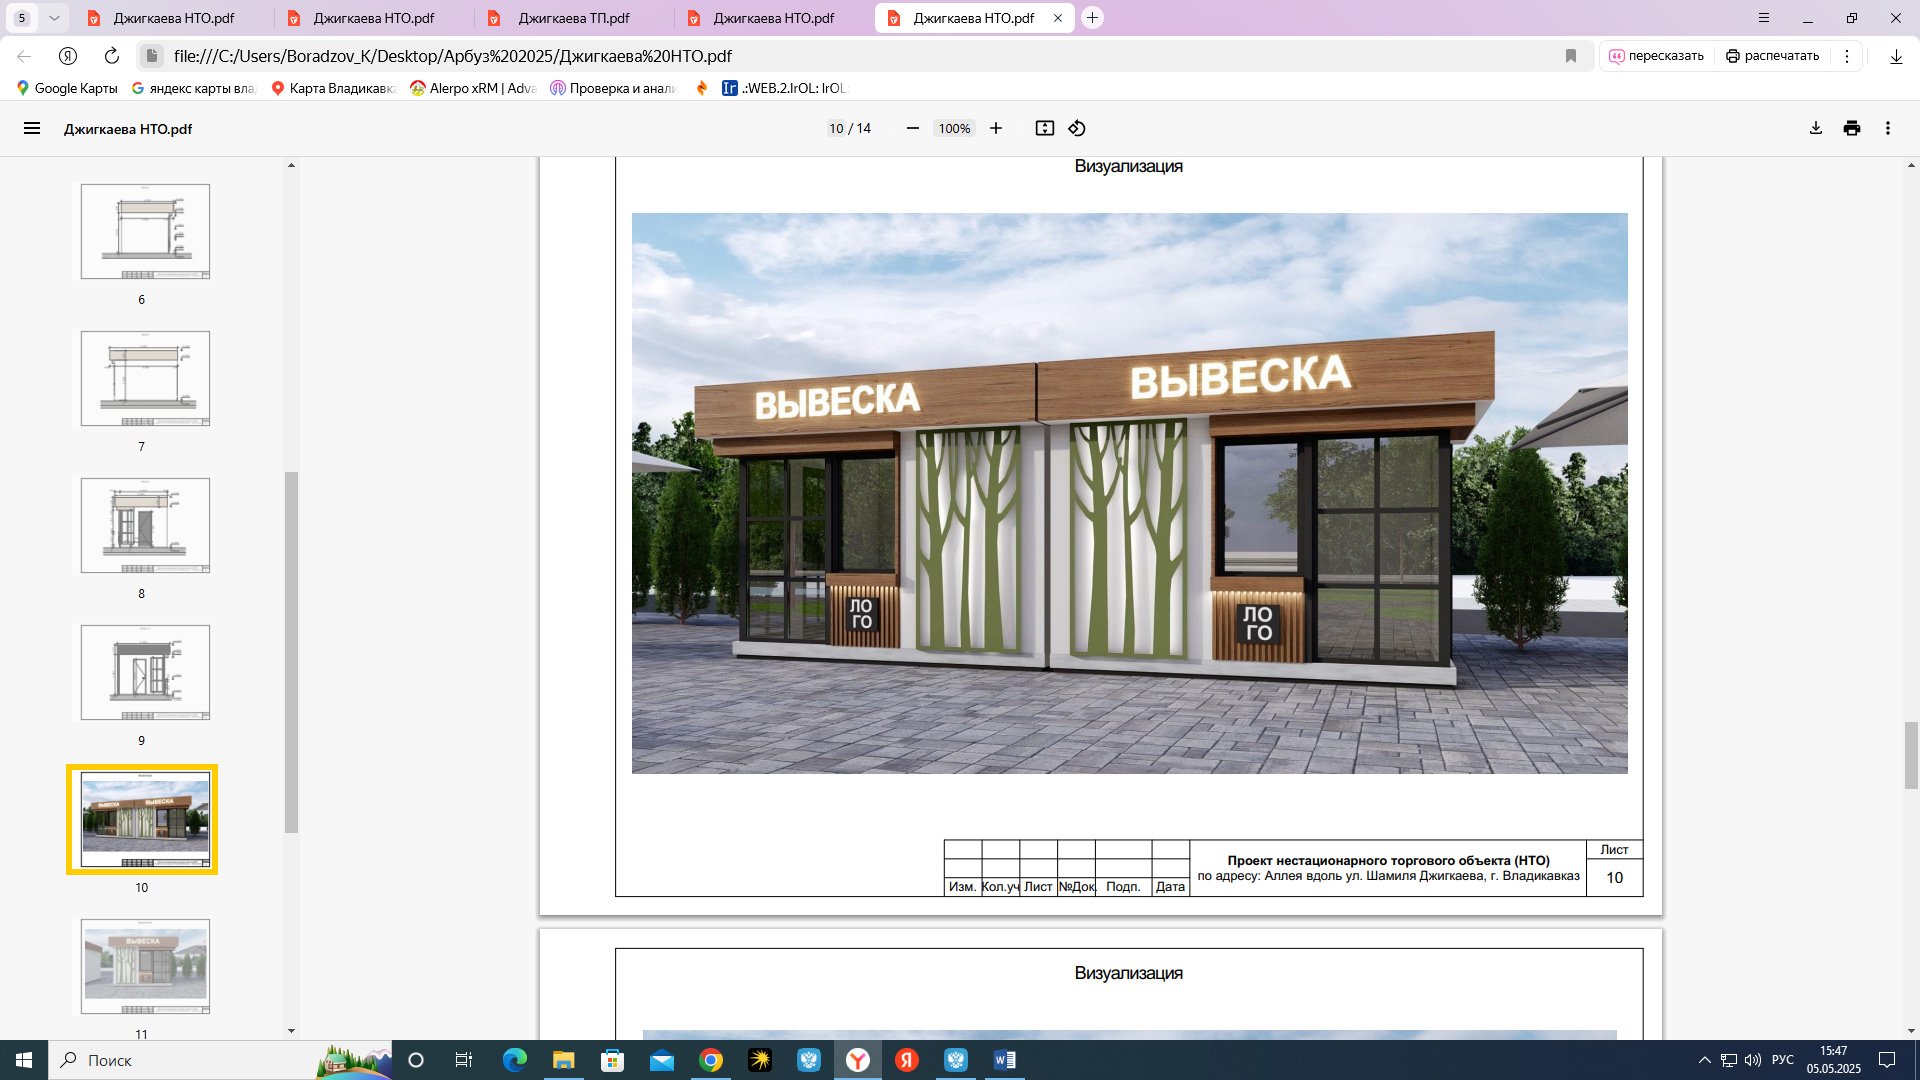 5
Джигкаева НТО.pdf
Джигкаева НТО.pdf
Джигкаева ТП.pdf
Джигкаева НТО.pdf
Джигкаева НТО.pdf
Я
file:///C:/Users/Boradzov_K/Desktop/Арбуз%202025/Джигкаева%20НТО.pdf
пересказать
распечатать
Google Карты
яндекс карты вла
Карта Владикавк
Alerpo xRM | Adva
Проверка и анали
Ir .:WEB.2.IrOL: IrOL
Джигкаева НТО.pdf
10 / 14
100%
6
7
8
9
10
11
Визуализация
ВЫВЕСКА
ВЫВЕСКА
ЛО
ГО
ЛО
ГО
Изм. Кол.уч Лист №Док. Подп. Дата
Проект нестационарного торгового объекта (НТО)
по адресу: Аллея вдоль ул. Шамиля Джигкаева, г. Владикавказ
Лист
10
Визуализация
Поиск
РУС
15:47
05.05.2025